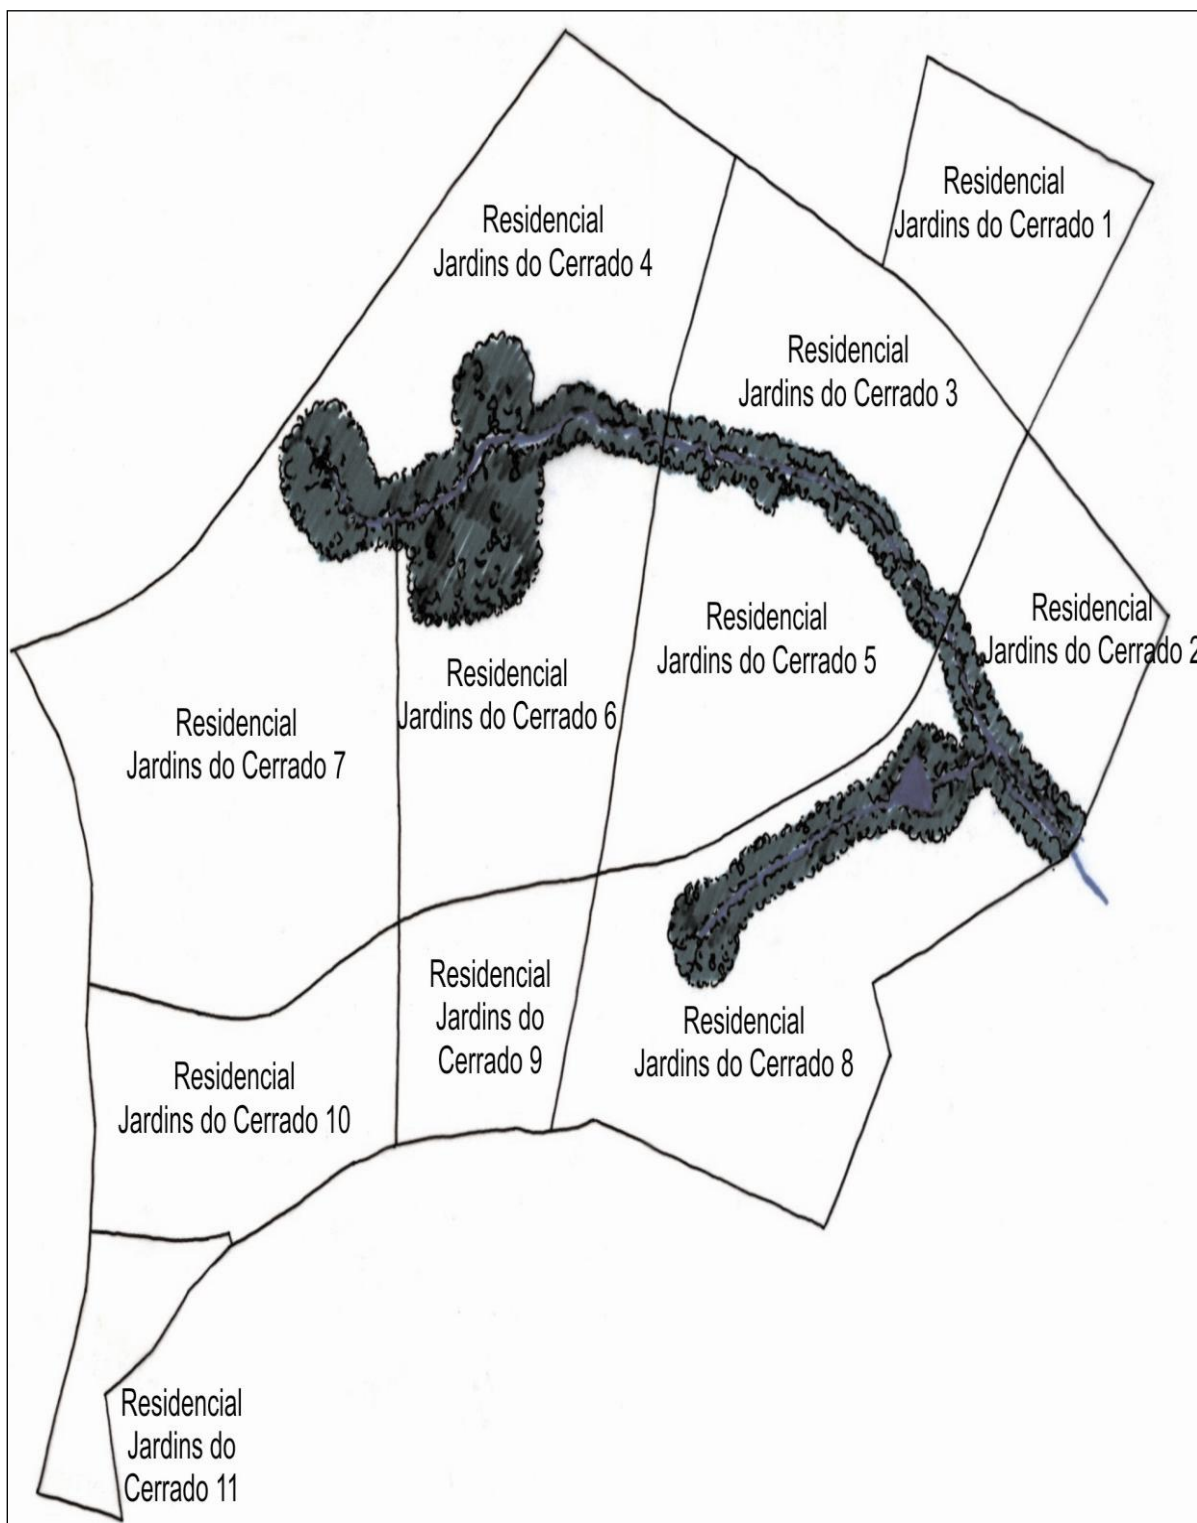 Residencial
Jardins do Cerrado 1
Residencial
Jardins do Cerrado 4
Residencial
Jardins do Cerrado 3
Residencial
Jardins do Cerrado 2
Residencial
Jardins do Cerrado 5
Residencial
Jardins do Cerrado 6
Residencial
Jardins do Cerrado 7
Residencial
Jardins do
Cerrado 9
Residencial
Jardins do Cerrado 8
Residencial
Jardins do Cerrado 10
Residencial
Jardins do
Cerrado 11